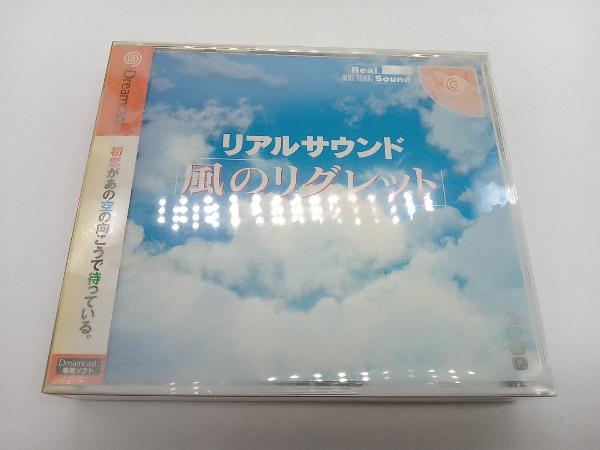 Dreamcast
初恋があの空の向こうで待っている。
Dreamcast
専用ソフト
Real
Sound
リアルサウンド
風のリグレット